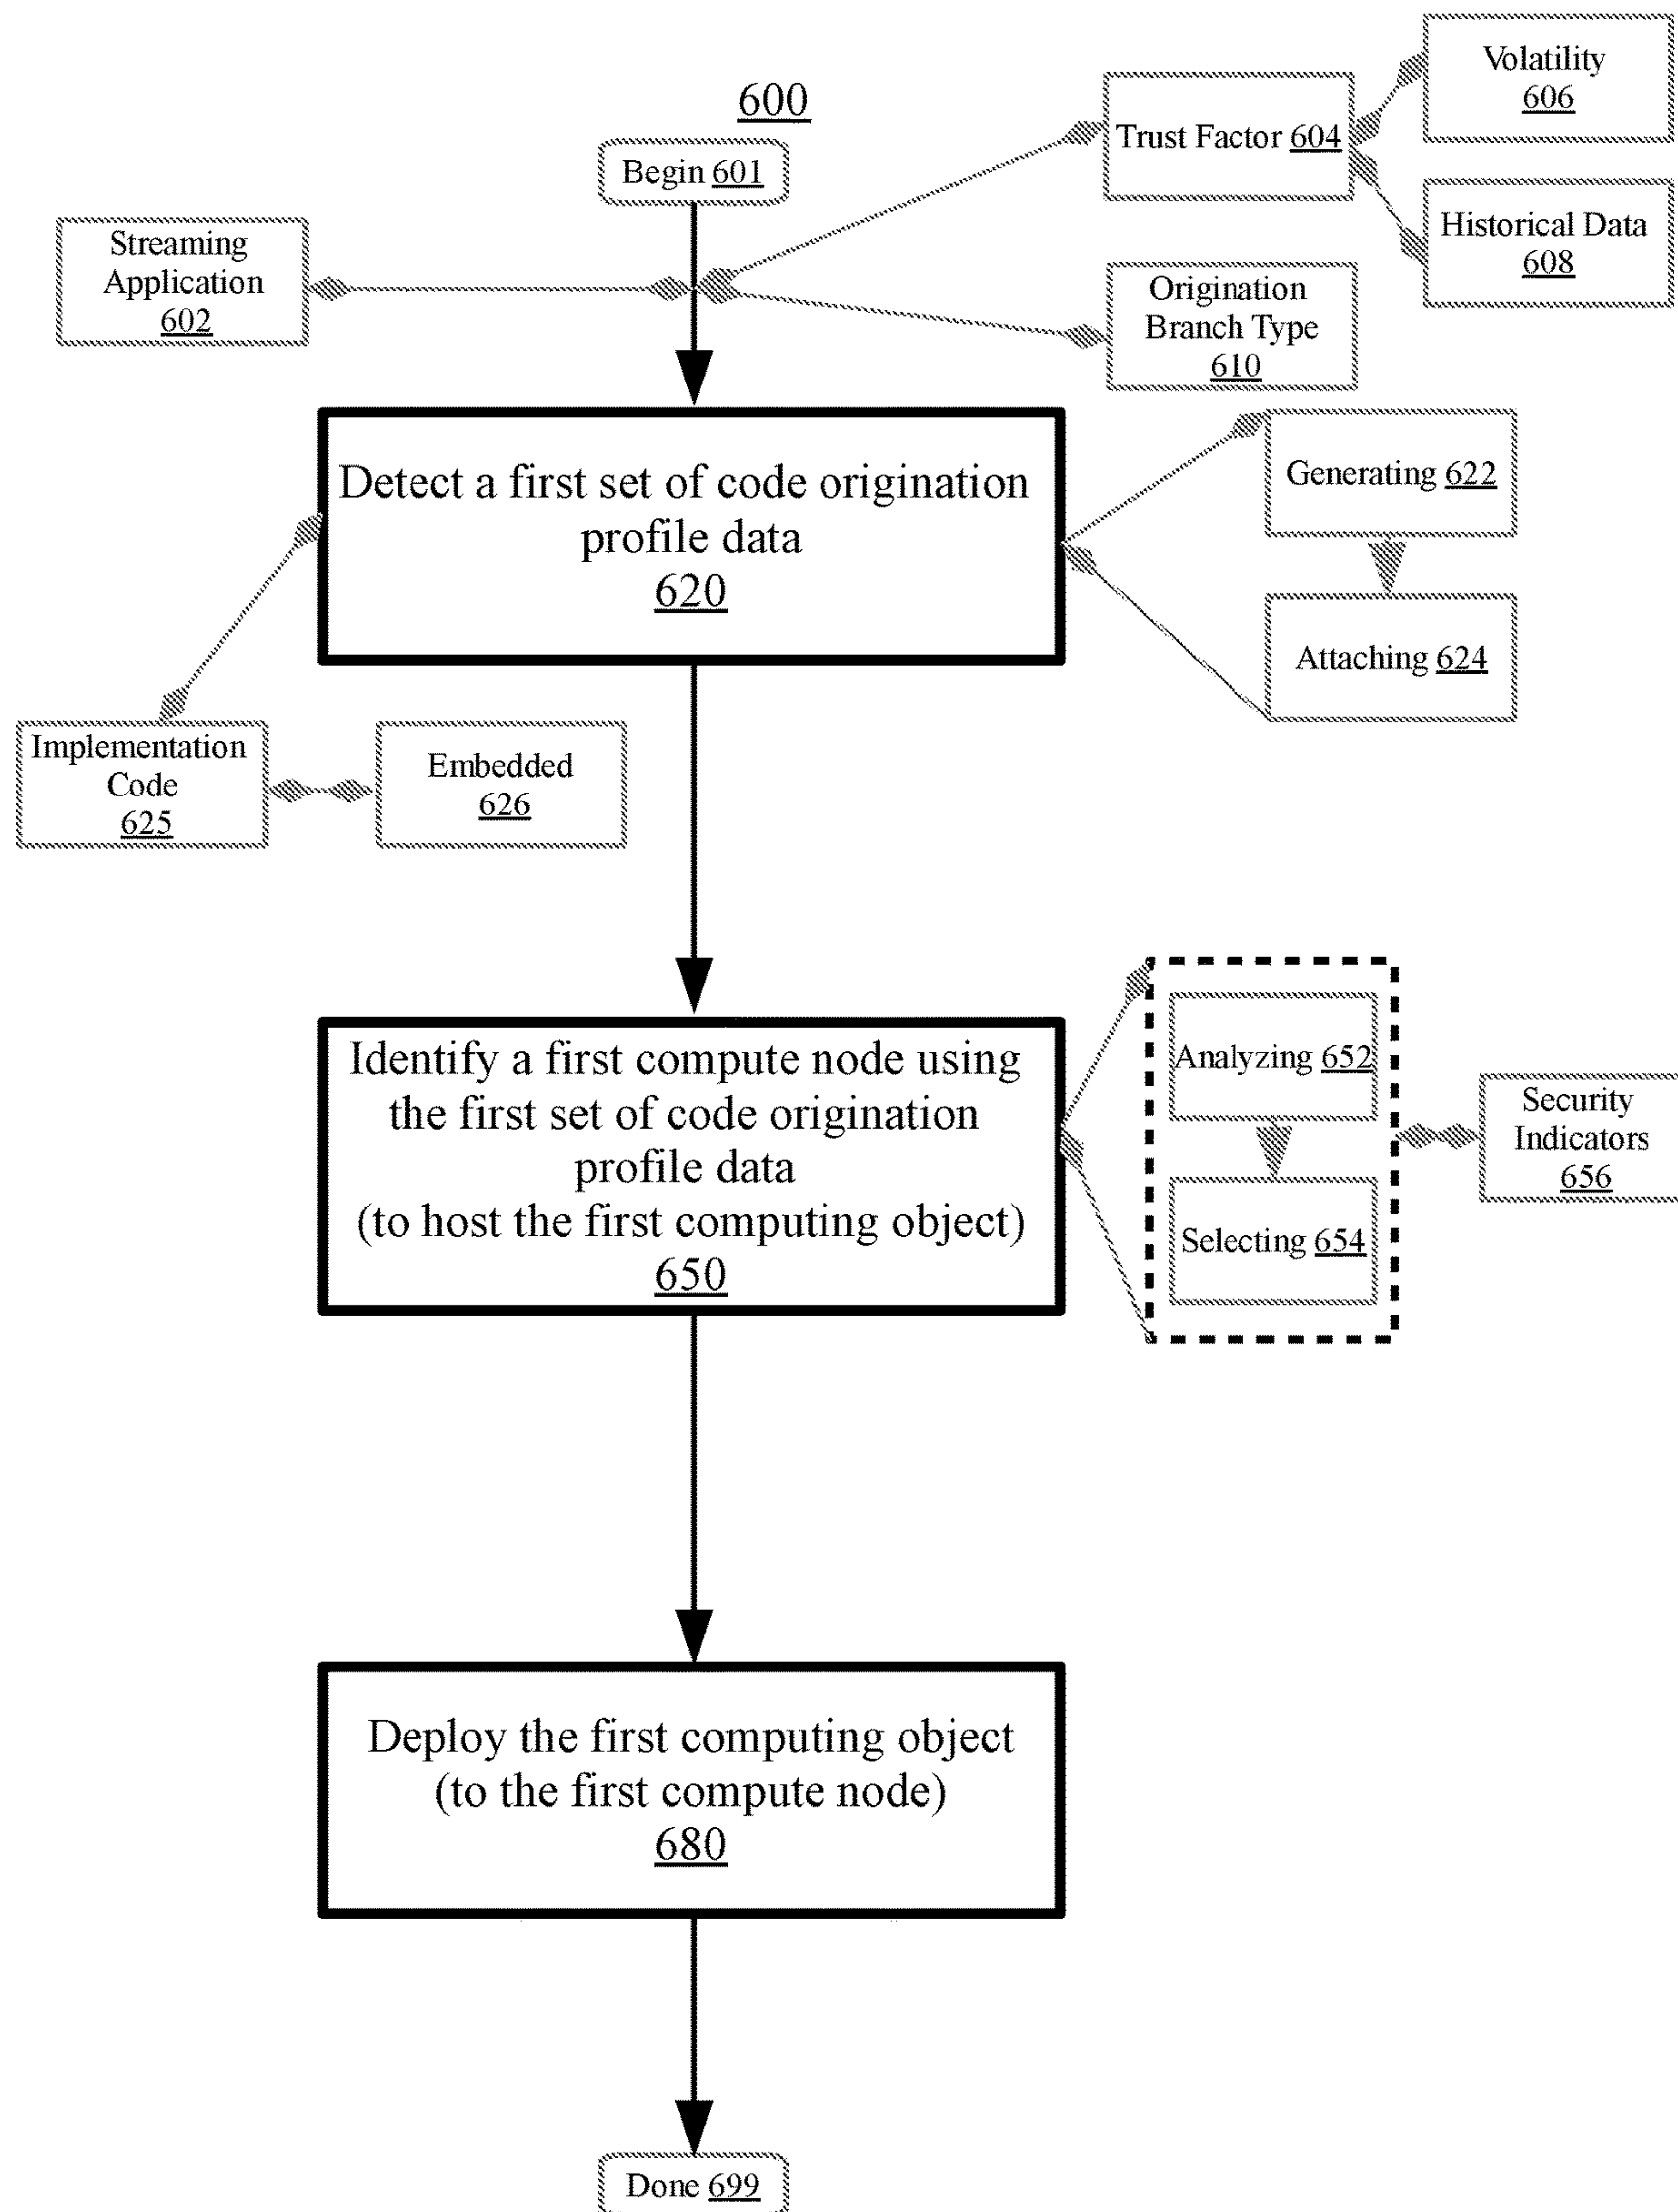 600
Begin 601
Streaming
Application
602
Trust Factor 604
Volatility
606
Historical Data
608
Origination
Branch Type
610
Detect a first set of code origination
profile data
620
Generating 622
Attaching 624
Implementation
Code
625
Embedded
626
Identify a first compute node using
the first set of code origination
profile data
(to host the first computing object)
650
Analyzing 652
Selecting 654
Security
Indicators
656
Deploy the first computing object
(to the first compute node)
680
Done 699